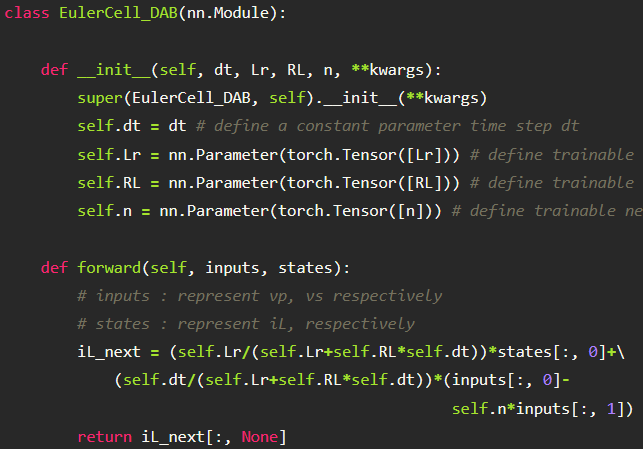 class EulerCell_DAB(nn.Module):
def __init__(self, dt, Lr, RL, n, **kwargs):
super(EulerCell_DAB, self).__init__(**kwargs)
self.dt = dt # define a constant parameter time step dt
self.Lr = nn.Parameter(torch.Tensor([Lr])) # define trainable
self.RL = nn.Parameter(torch.Tensor([RL])) # define trainable
self.n = nn.Parameter(torch.Tensor([n])) # define trainable ne
def forward(self, inputs, states):
# inputs : represent vp, vs respectively
# states : represent iL, respectively
iL_next = (self.Lr/(self.Lr+self.RL*self.dt))*states[:, 0]+\
(self.dt/(self.Lr+self.RL*self.dt))*(inputs[:, 0]-
self.n*inputs[:, 1])
return iL_next[:, None]